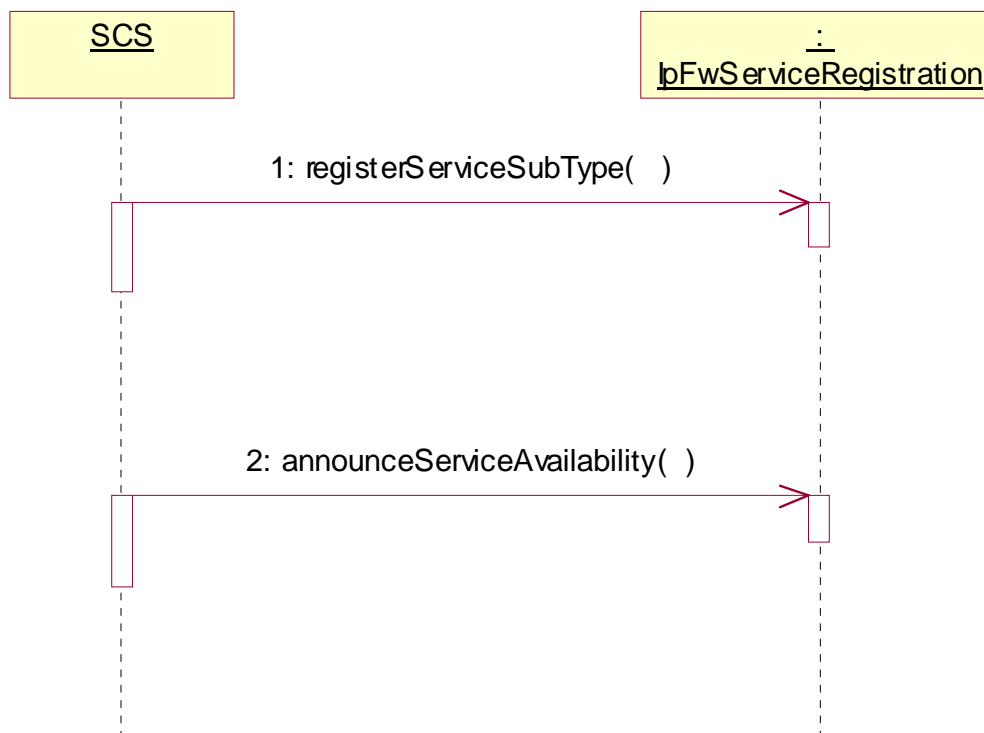 SCS
:
IpFwServiceRegistration
1: registerServiceSubType( )
2: announceServiceAvailability( )